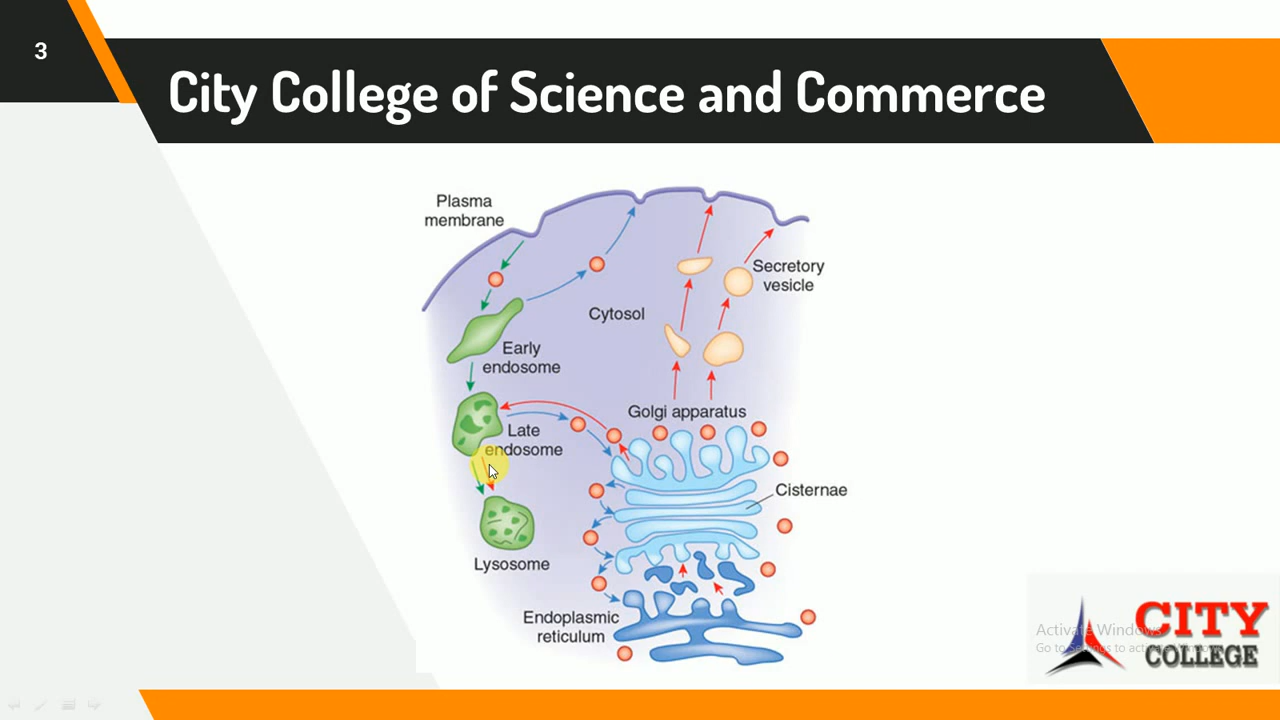 3
City College of Science and Commerce
Plasma
membrane
Secretory
vesicle
Cytosol
Early
endosome
Golgi apparatus
Late
endosome
Cisternae
Lysosome
Endoplasmic
reticulum
Activate Windows
Go to Settings to activate Windows.
CITY
COLLEGE